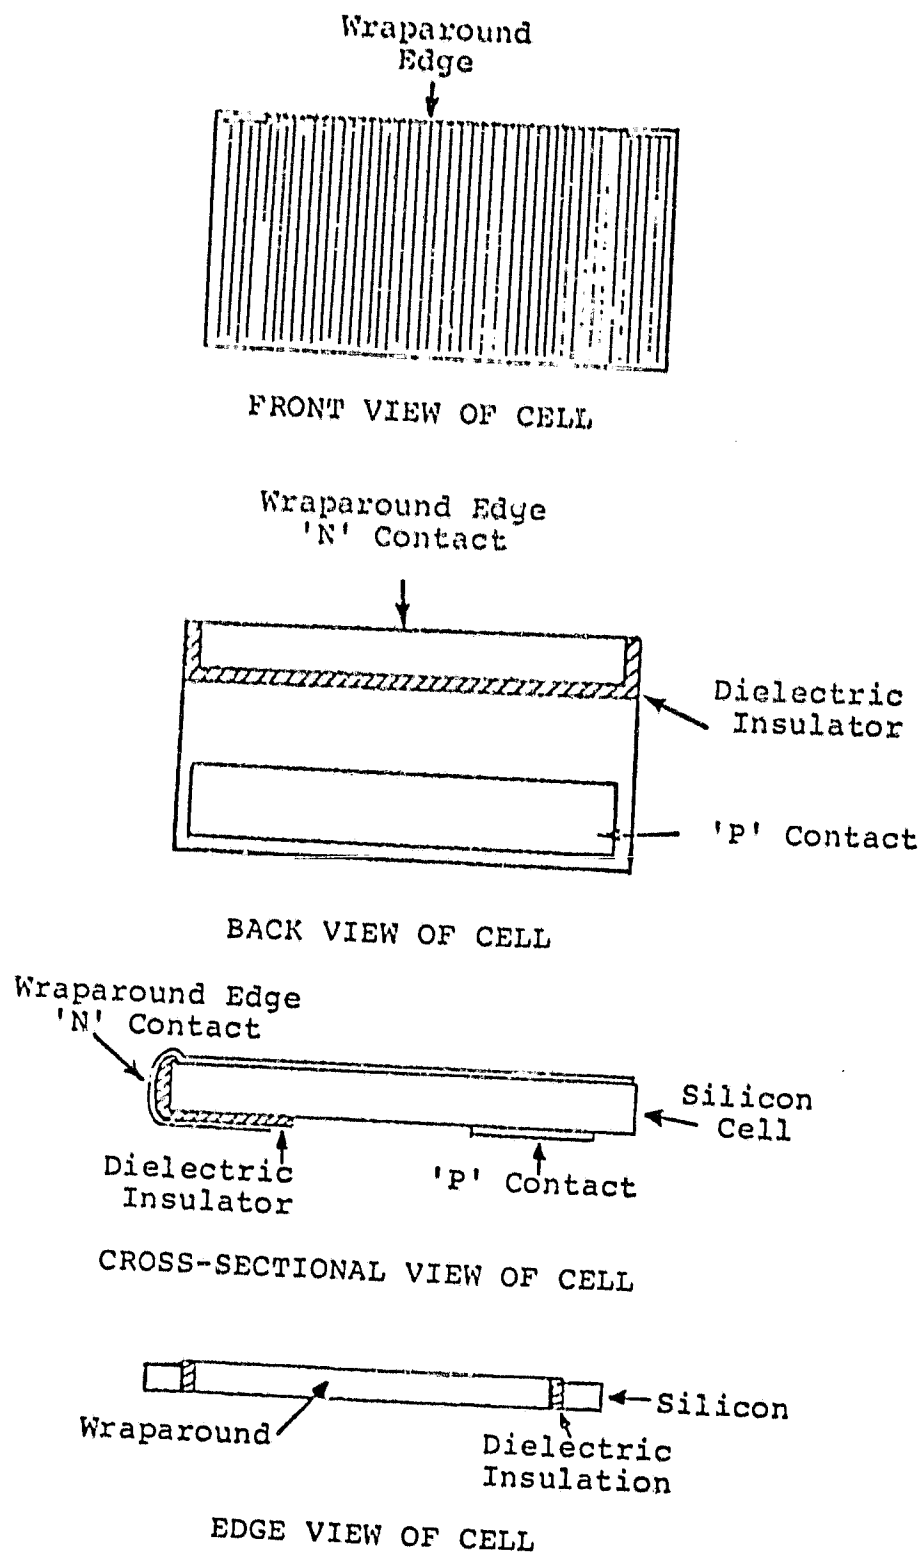 Wraparound
Edge
FRONT VIEW OF CELL
Wraparound Edge
'N' Contact
Dielectric
Insulator
'P' Contact
BACK VIEW OF CELL
Wraparound Edge
'N' Contact
Silicon
Cell
Dielectric
Insulator
'P' Contact
CROSS-SECTIONAL VIEW OF CELL
Silicon
Wraparound
Dielectric
Insulation
EDGE VIEW OF CELL